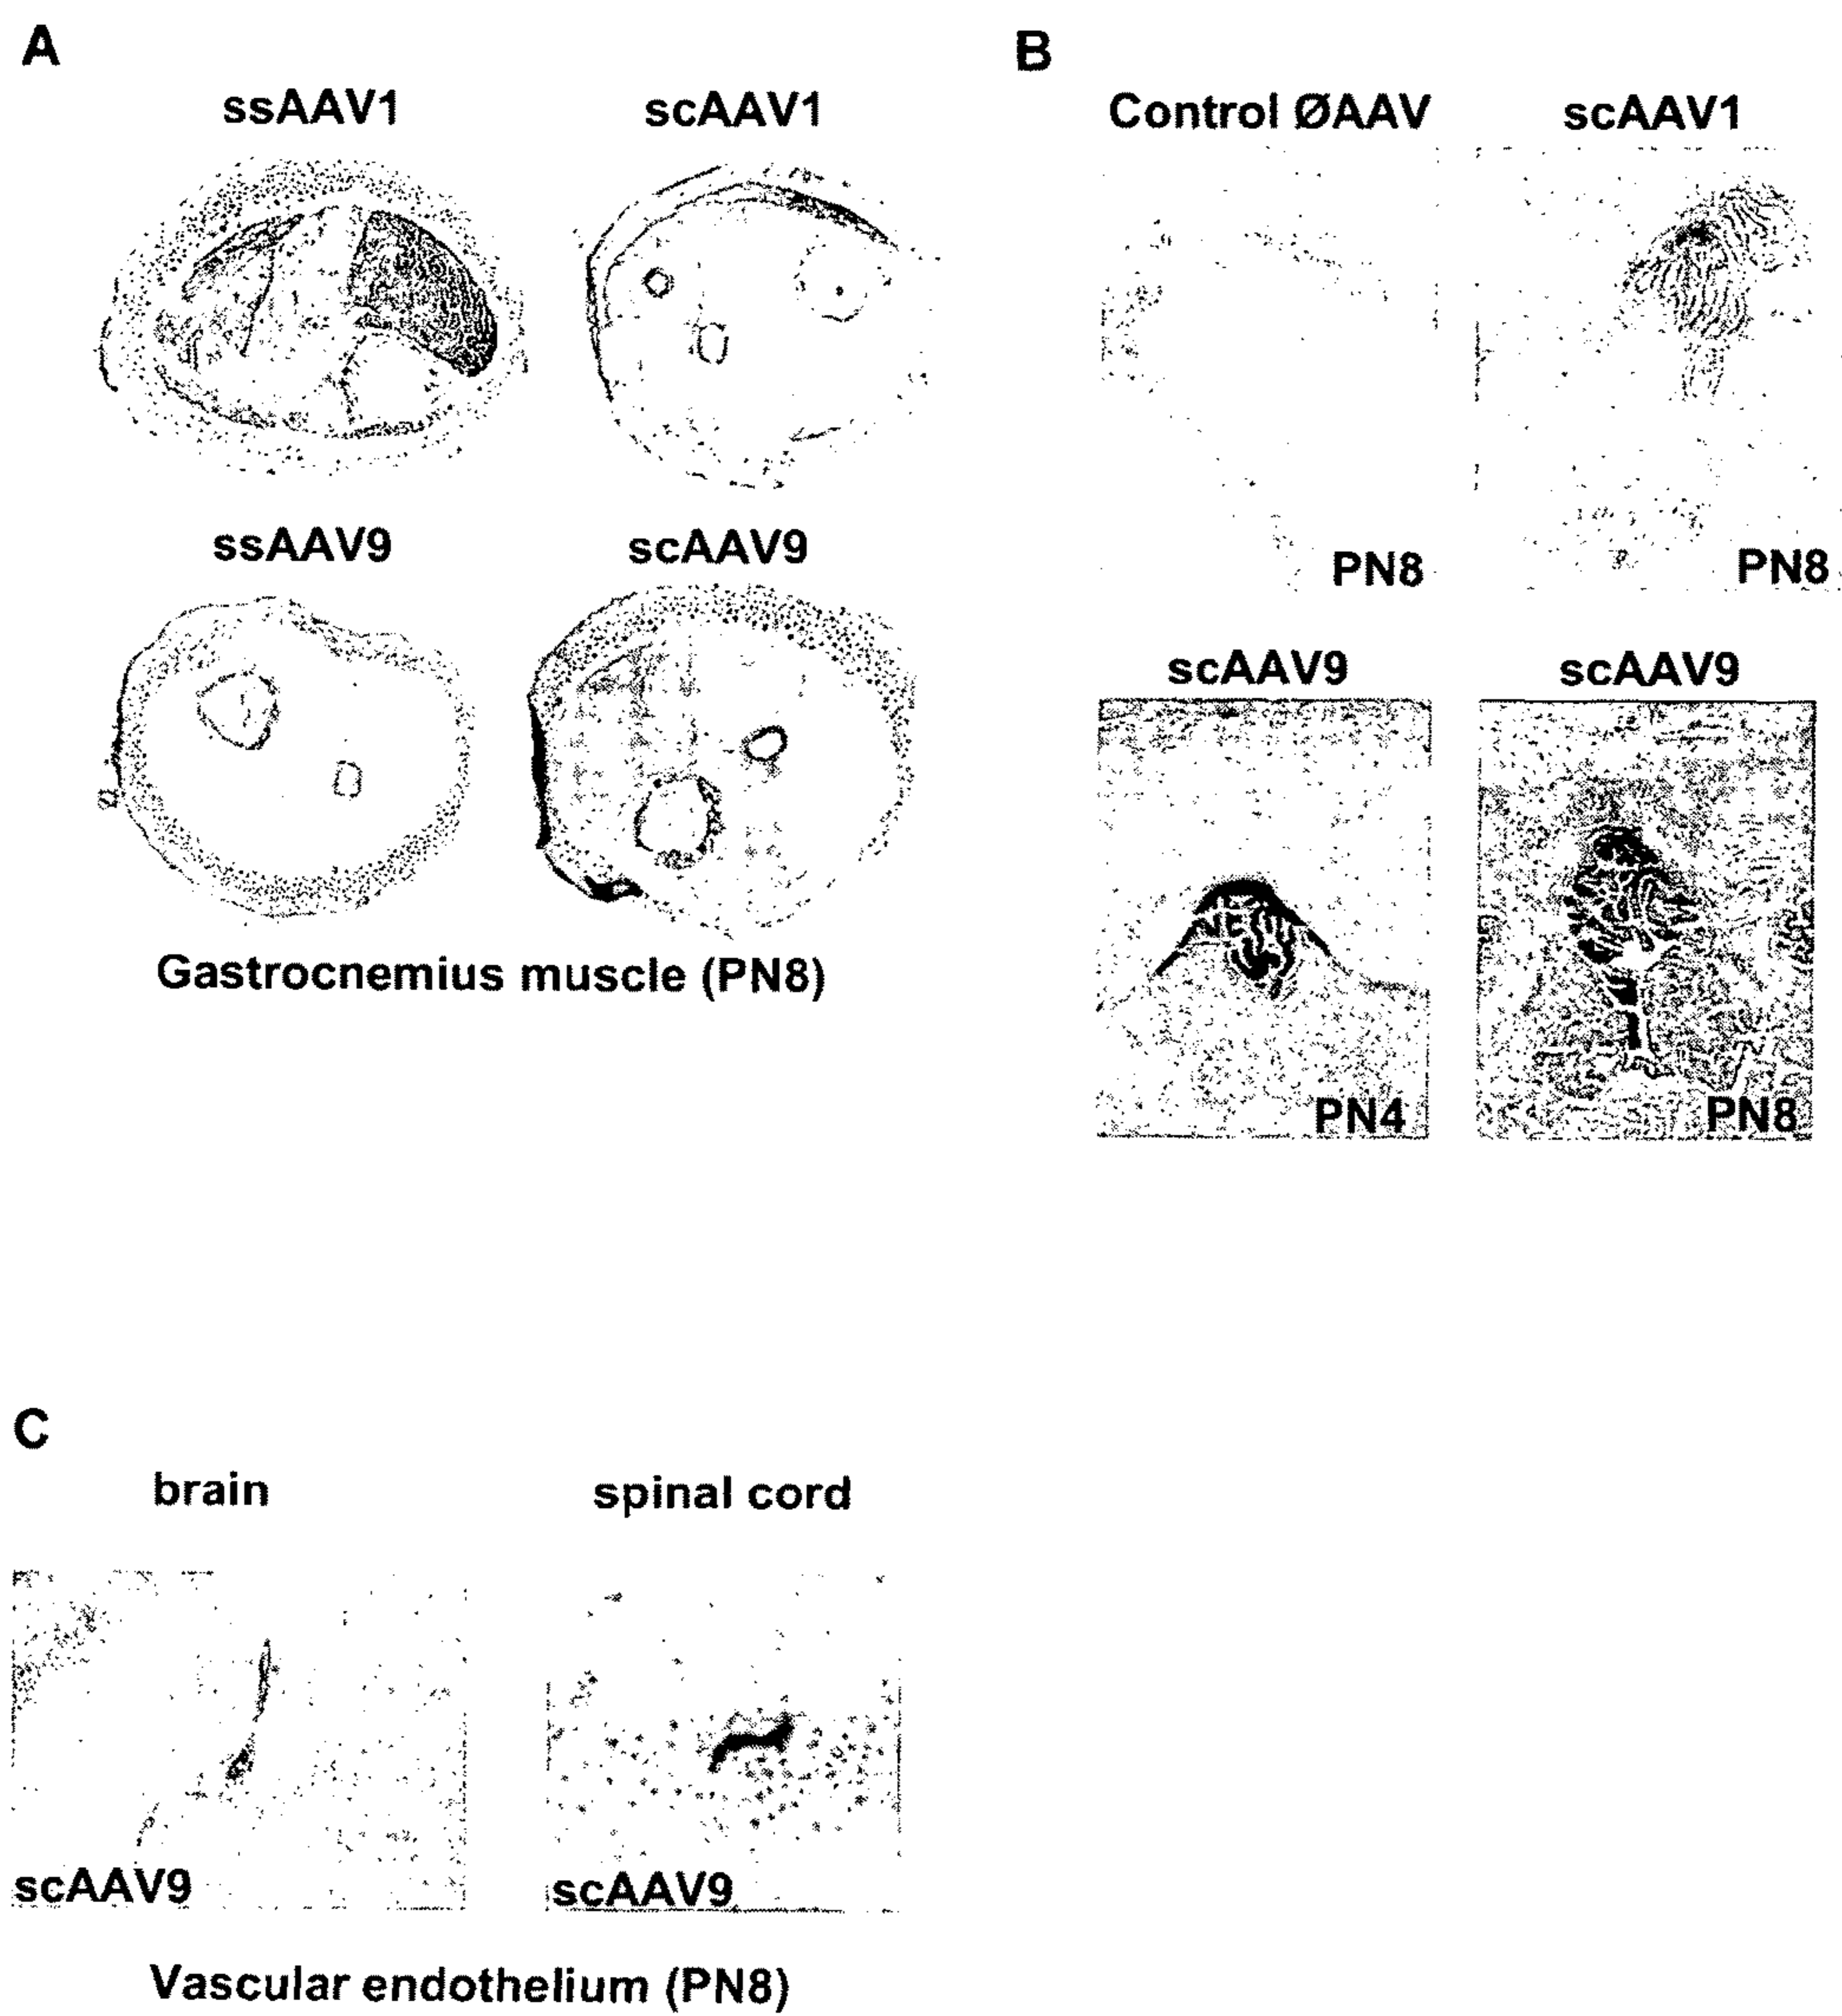 A
ssAAV1
scAAV1
ssAAV9
scAAV9
Gastrocnemius muscle (PN8)
B
Control ØAAV
scAAV1
PN8
PN8
scAAV9
scAAV9
PN4
PN8
C
brain
spinal cord
scAAV9
scAAV9
Vascular endothelium (PN8)